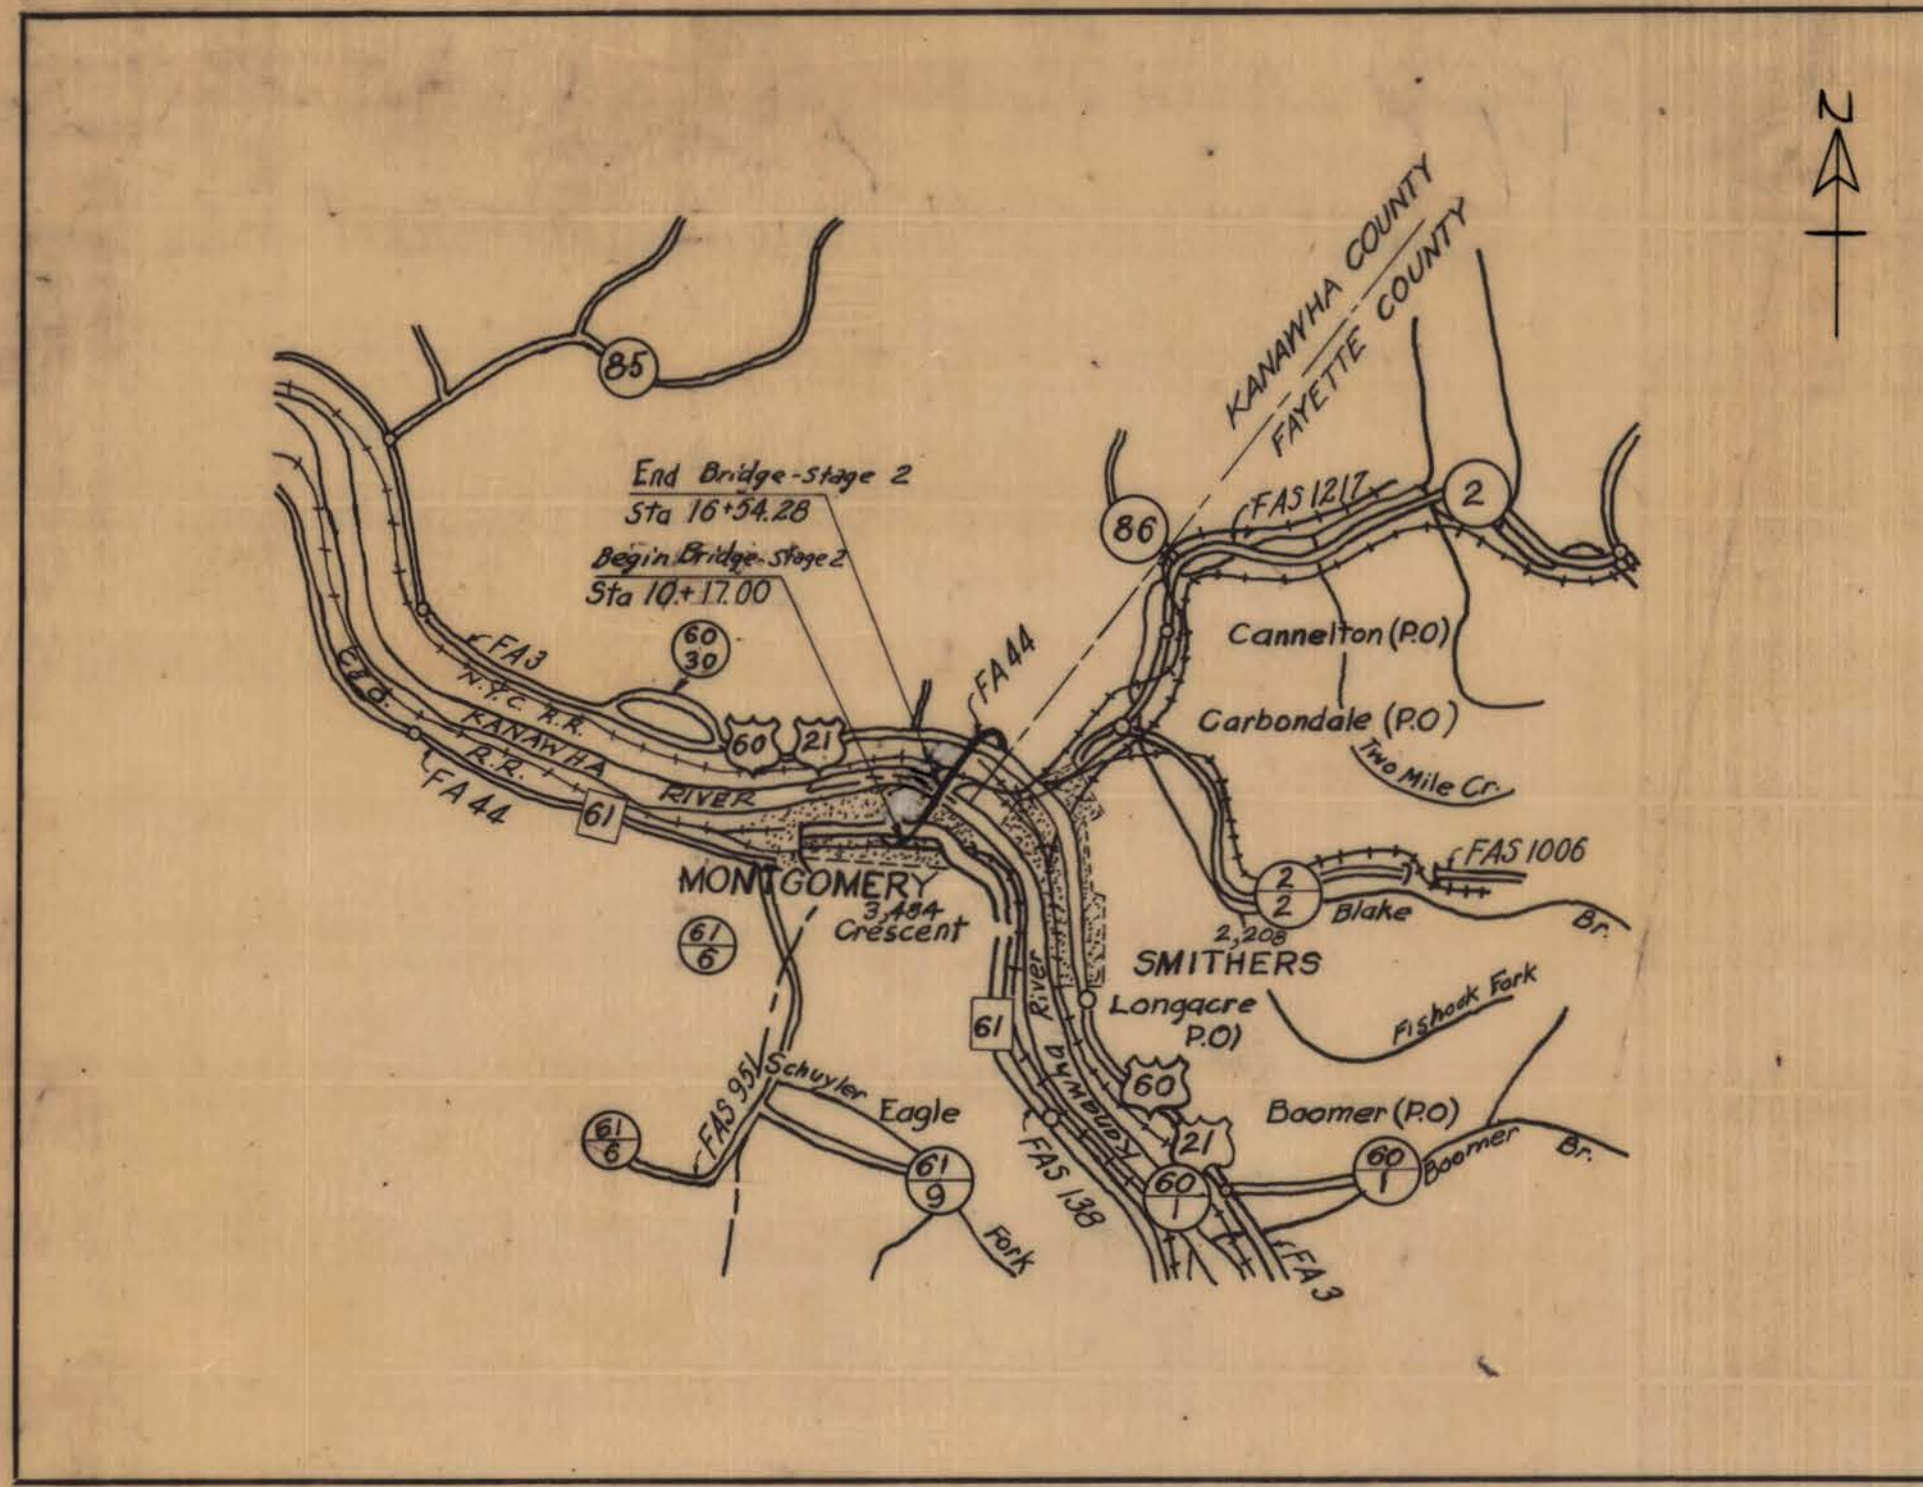 N
KANAWHA COUNTY
FAYETTE COUNTY
85
End Bridge-Stage 2
Sta 16+54.28
Begin Bridge-Stage 2
Sta 10+17.00
60
30
86
FAS 1217
2
FA3
N.Y.C. R.R.
C.&O.
R.R.
KANAWHA
RIVER
FA 44
FA 44
60
21
61
Cannelton (P.O)
Carbondale (P.O)
Two Mile Cr.
FAS 1006
2
2
Blake
Br.
MONTGOMERY
3,484
Crescent
61
6
2,208
SMITHERS
Longacre
P.O)
Fishook Fork
61
River
Kanawha
60
21
Boomer (P.O)
60
1
Boomer
Br.
60
1
FAS 951
Schuyler
Eagle
61
6
61
9
Fork
FAS 138
FA 3